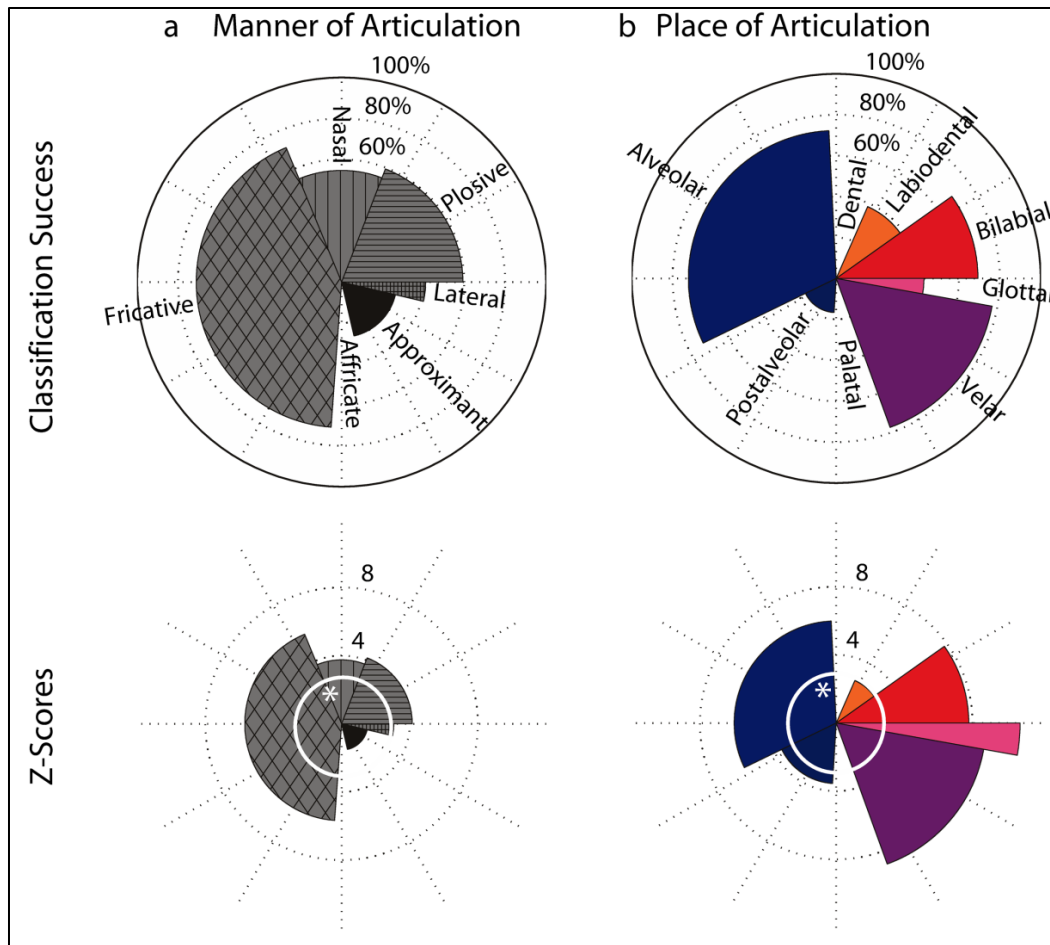 a Manner of Articulation
b Place of Articulation
Classification Success
100%
80%
60%
Nasal
Plosive
Lateral
Approximant
Affricate
Fricative
100%
80%
60%
Alveolar
Dental
Labiodental
Bilabial
Glottal
Velar
Palatal
Postalveolar
Z-Scores
8
4
*
8
4
*